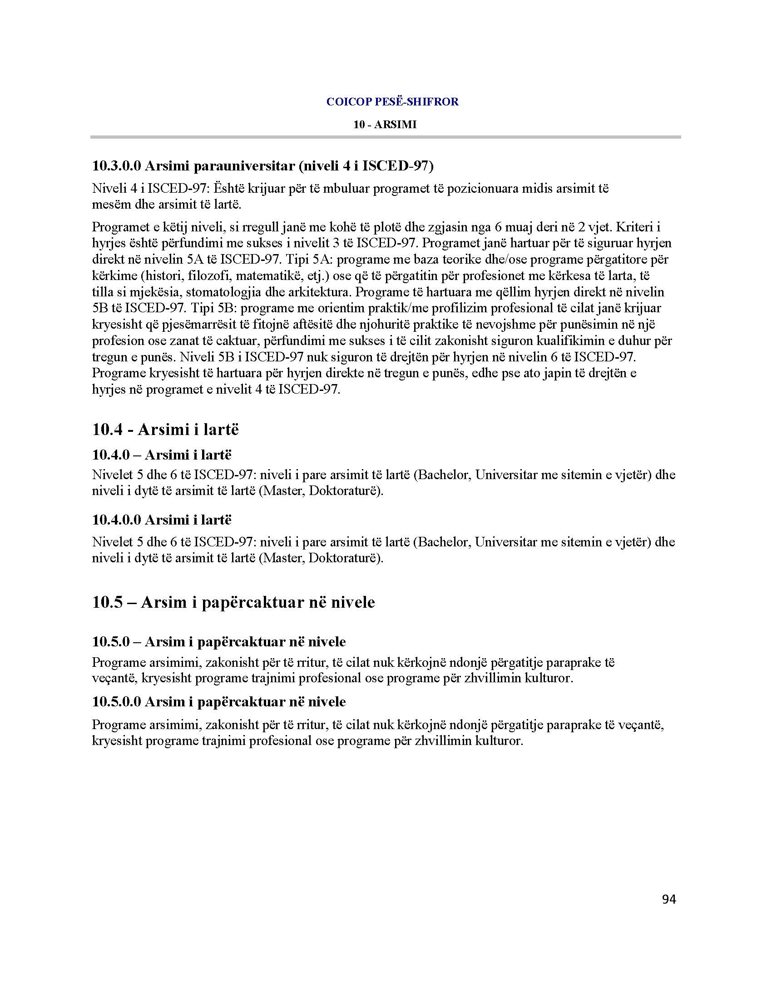 COICOP PESË-SHIFROR
10 - ARSIMI
10.3.0.0 Arsimi parauniversitar (niveli 4 i ISCED-97)
Niveli 4 i ISCED-97: Është krijuar për të mbuluar programet të pozicionuara midis arsimit të
mesëm dhe arsimit të lartë.
Programet e këtij niveli, si rregull janë me kohë të plotë dhe zgjasin nga 6 muaj deri në 2 vjet. Kriteri i
hyrjes është përfundimi me sukses i nivelit 3 të ISCED-97. Programet janë hartuar për të siguruar hyrjen
direkt në nivelin 5A të ISCED-97. Tipi 5A: programe me baza teorike dhe/ose programe përgatitore për
kërkime (histori, filozofi, matematikë, etj.) ose që të përgatitin për profesionet me kërkesa të larta, të
tilla si mjekësia, stomatologjia dhe arkitektura. Programe të hartuara me qëllim hyrjen direkt në nivelin
5B të ISCED-97. Tipi 5B: programe me orientim praktik/me profilizim profesional të cilat janë krijuar
kryesisht që pjesëmarrësit të fitojnë aftësitë dhe njohuritë praktike të nevojshme për punësimin në një
profesion ose zanat të caktuar, përfundimi me sukses i të cilit zakonisht siguron kualifikimin e duhur për
tregun e punës. Niveli 5B i ISCED-97 nuk siguron të drejtën për hyrjen në nivelin 6 të ISCED-97.
Programe kryesisht të hartuara për hyrjen direkte në tregun e punës, edhe pse ato japin të drejtën e
hyrjes në programet e nivelit 4 të ISCED-97.
10.4 - Arsimi i lartë
10.4.0 – Arsimi i lartë
Nivelet 5 dhe 6 të ISCED-97: niveli i pare arsimit të lartë (Bachelor, Universitar me sitemin e vjetër) dhe
niveli i dytë të arsimit të lartë (Master, Doktoraturë).
10.4.0.0 Arsimi i lartë
Nivelet 5 dhe 6 të ISCED-97: niveli i pare arsimit të lartë (Bachelor, Universitar me sitemin e vjetër) dhe
niveli i dytë të arsimit të lartë (Master, Doktoraturë).
10.5 – Arsim i papërcaktuar në nivele
10.5.0 – Arsim i papërcaktuar në nivele
Programe arsimimi, zakonisht për të rritur, të cilat nuk kërkojnë ndonjë përgatitje paraprake të
veçantë, kryesisht programe trajnimi profesional ose programe për zhvillimin kulturor.
10.5.0.0 Arsim i papërcaktuar në nivele
Programe arsimimi, zakonisht për të rritur, të cilat nuk kërkojnë ndonjë përgatitje paraprake të veçantë,
kryesisht programe trajnimi profesional ose programe për zhvillimin kulturor.
94